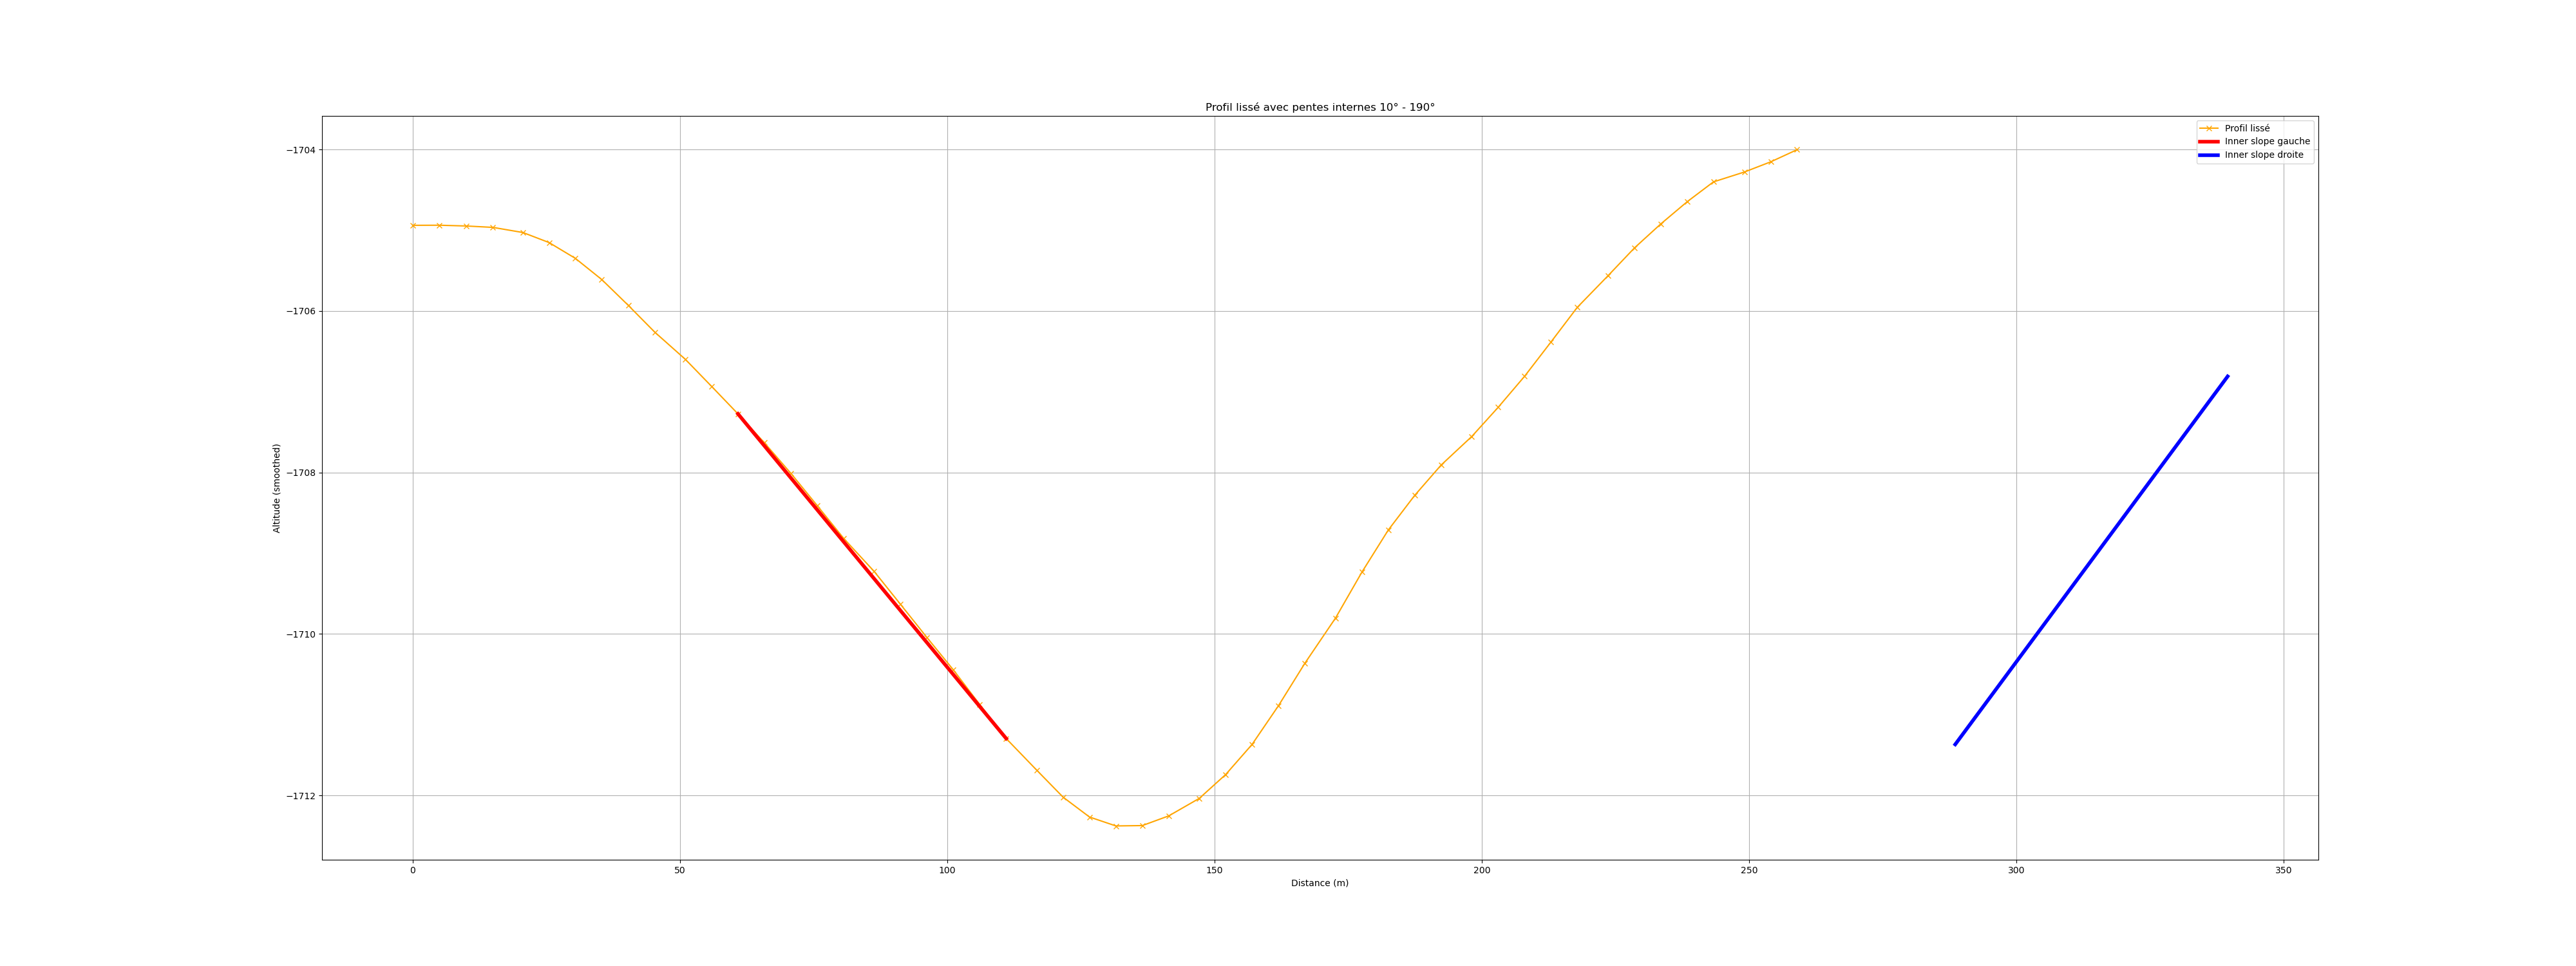 Profil lissé avec pentes internes 10° - 190°
Profil lissé
Inner slope gauche
Inner slope droite
−1704
−1706
−1708
−1710
−1712
Altitude (smoothed)
0
50
100
150
200
250
300
350
Distance (m)